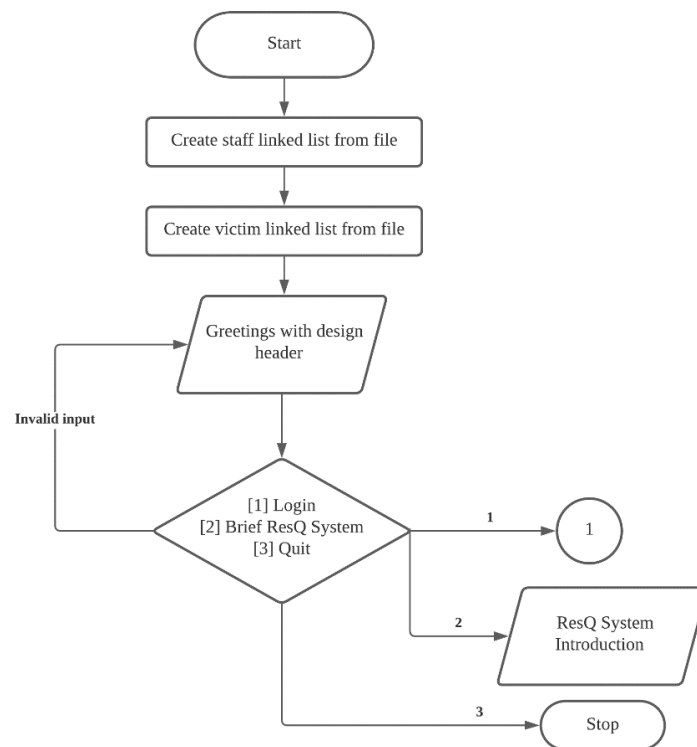 Start
Create staff linked list from file
Create victim linked list from file
Greetings with design
header
Invalid input
[1] Login
[2] Brief ResQ System
[3] Quit
1
1
2
ResQ System
Introduction
3
Stop